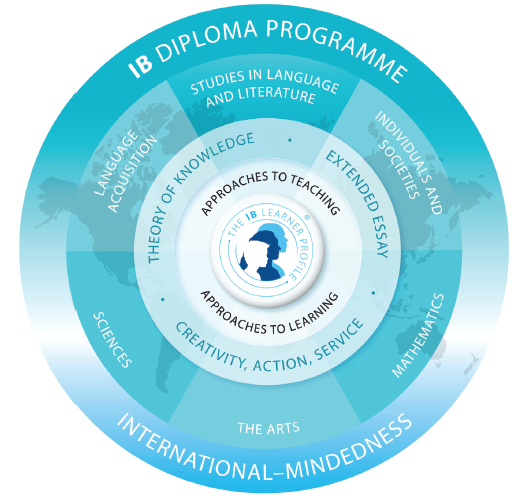 IB DIPLOMA PROGRAMME
STUDIES IN LANGUAGE
AND LITERATURE
LANGUAGE
ACQUISITION
INDIVIDUALS AND
SOCIETIES
THEORY OF KNOWLEDGE
EXTENDED ESSAY
APPROACHES TO TEACHING
THE IB LEARNER PROFILE
®
APPROACHES TO LEARNING
CREATIVITY, ACTION, SERVICE
SCIENCES
MATHEMATICS
THE ARTS
INTERNATIONAL–MINDEDNESS